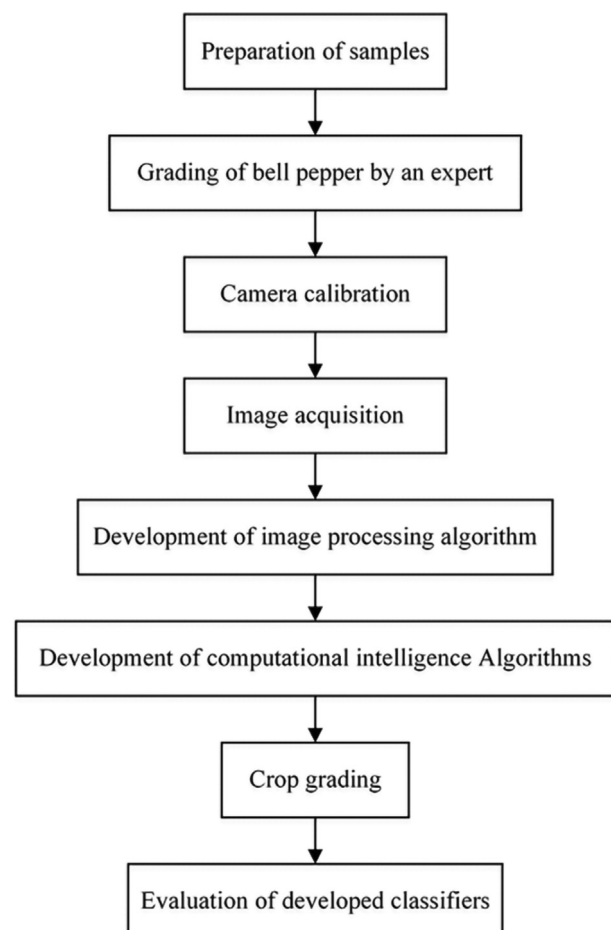 Preparation of samples
Grading of bell pepper by an expert
Camera calibration
Image acquisition
Development of image processing algorithm
Development of computational intelligence Algorithms
Crop grading
Evaluation of developed classifiers